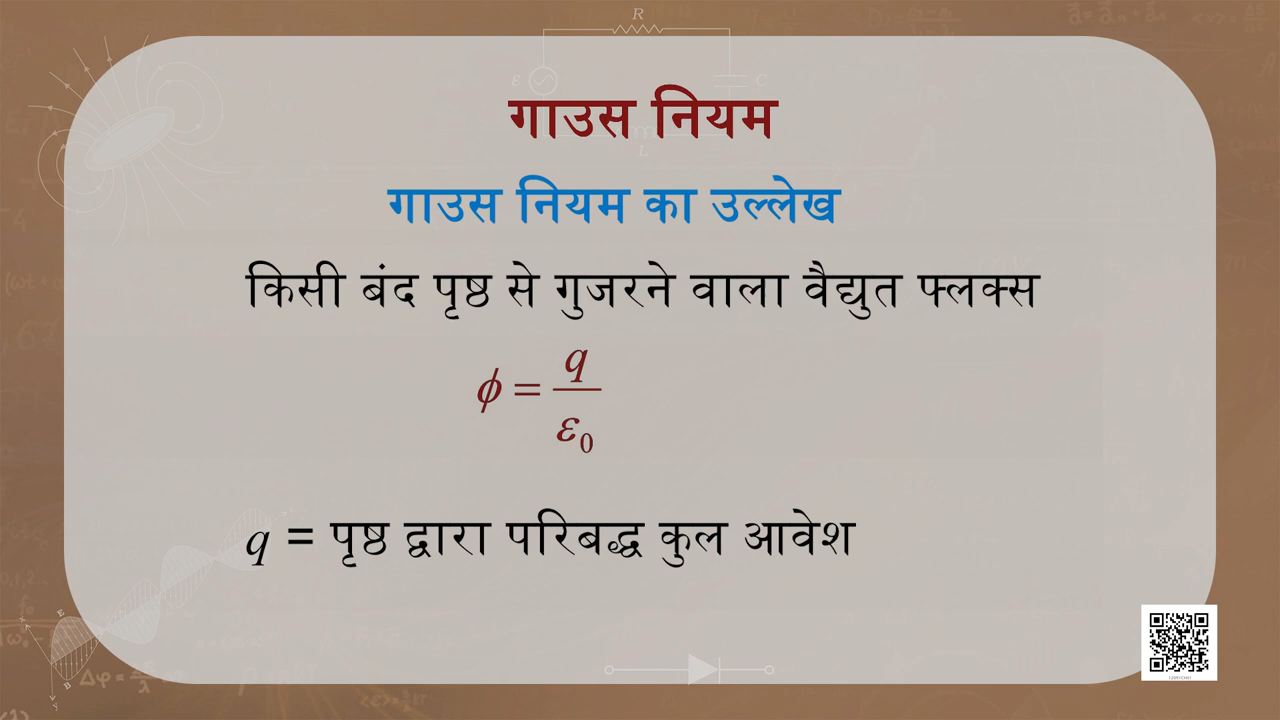 गाउस नियम
गाउस नियम का उल्लेख
किसी बंद पृष्ठ से गुजरने वाला वैद्युत फ्लक्स
ϕ = q / ε₀
q = पृष्ठ द्वारा परिबद्ध कुल आवेश